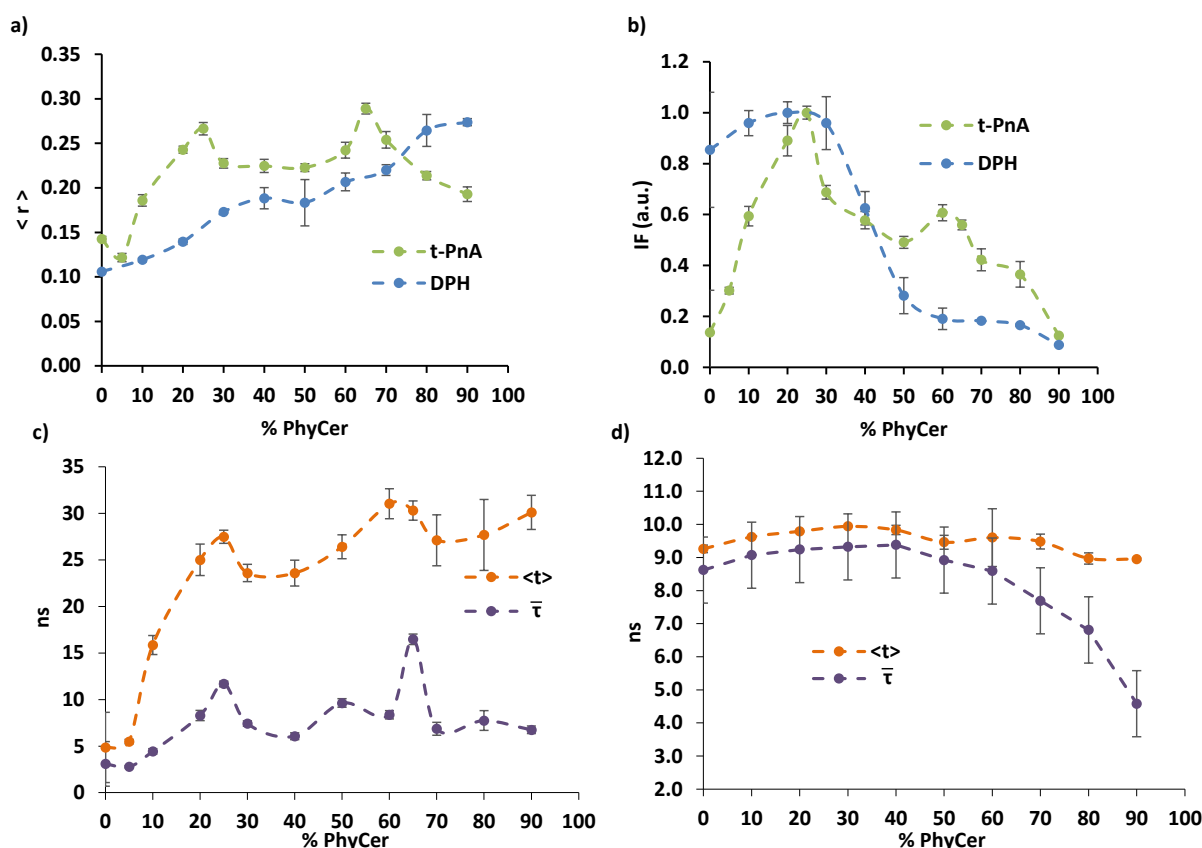 a)
0.35
0.30
0.25
0.20
0.15
0.10
0.05
0.00
< r >
t-PnA
DPH
0 10 20 30 40 50 60 70 80 90 100
% PhyCer
b)
1.2
1.0
0.8
0.6
0.4
0.2
0.0
IF (a.u.)
t-PnA
DPH
0 10 20 30 40 50 60 70 80 90 100
% PhyCer
c)
35
30
25
20
15
10
5
0
ns
<t>
τ̅
0 10 20 30 40 50 60 70 80 90 100
% PhyCer
d)
12.0
11.0
10.0
9.0
8.0
7.0
6.0
5.0
4.0
3.0
2.0
ns
<t>
τ̅
0 10 20 30 40 50 60 70 80 90 100
% PhyCer